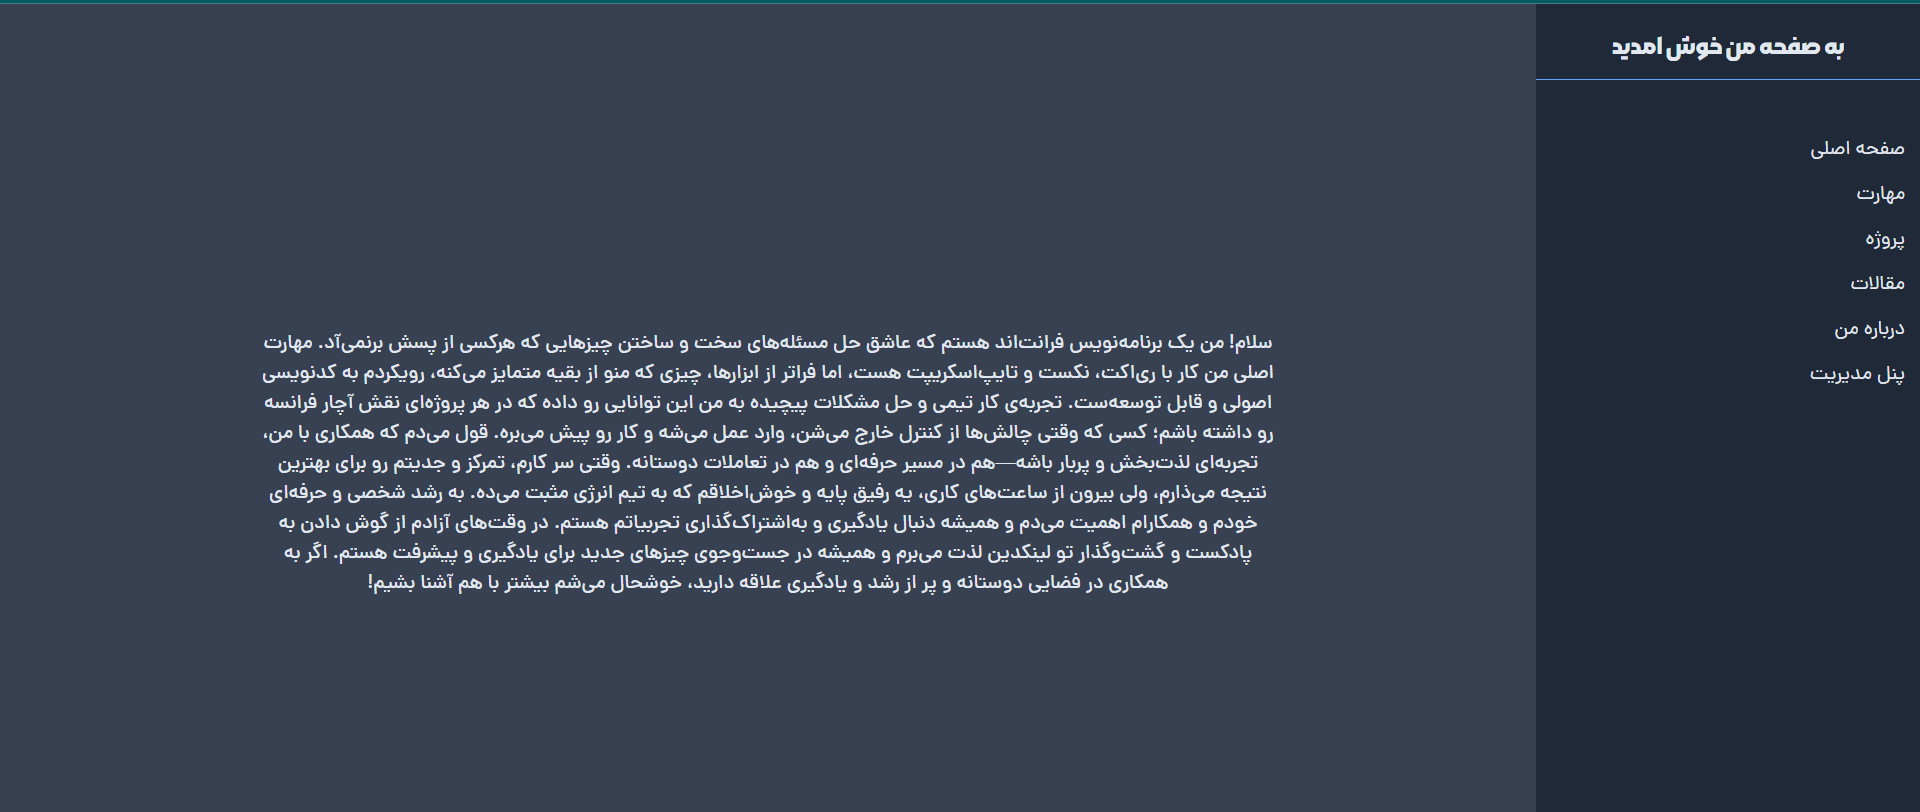 به صفحه من خوش امدید
صفحه اصلی
مهارت
پروژه
مقالات
درباره من
پنل مدیریت
سلام! من یک برنامه‌نویس فرانت‌اند هستم که عاشق حل مسئله‌های سخت و ساختن چیزهایی که هرکسی از پسش برنمی‌آد. مهارت
اصلی من کار با ری‌اکت، نکست و تایپ‌اسکریپت هست، اما فراتر از ابزارها، چیزی که منو از بقیه متمایز می‌کنه، رویکردم به کدنویسی
اصولی و قابل توسعه‌ست. تجربه‌ی کار تیمی و حل مشکلات پیچیده به من این توانایی رو داده که در هر پروژه‌ای نقش آچار فرانسه
رو داشته باشم؛ کسی که وقتی چالش‌ها از کنترل خارج می‌شن، وارد عمل می‌شه و کار رو پیش می‌بره. قول می‌دم که همکاری با من،
تجربه‌ای لذت‌بخش و پربار باشه—هم در مسیر حرفه‌ای و هم در تعاملات دوستانه. وقتی سر کارم، تمرکز و جدیتم رو برای بهترین
نتیجه می‌ذارم، ولی بیرون از ساعت‌های کاری، یه رفیق پایه و خوش‌اخلاقم که به تیم انرژی مثبت می‌ده. به رشد شخصی و حرفه‌ای
خودم و همکارام اهمیت می‌دم و همیشه دنبال یادگیری و به‌اشتراک‌گذاری تجربیاتم هستم. در وقت‌های آزادم از گوش دادن به
پادکست و گشت‌وگذار تو لینکدین لذت می‌برم و همیشه در جست‌وجوی چیزهای جدید برای یادگیری و پیشرفت هستم. اگر به
همکاری در فضایی دوستانه و پر از رشد و یادگیری علاقه دارید، خوشحال می‌شم بیشتر با هم آشنا بشیم!